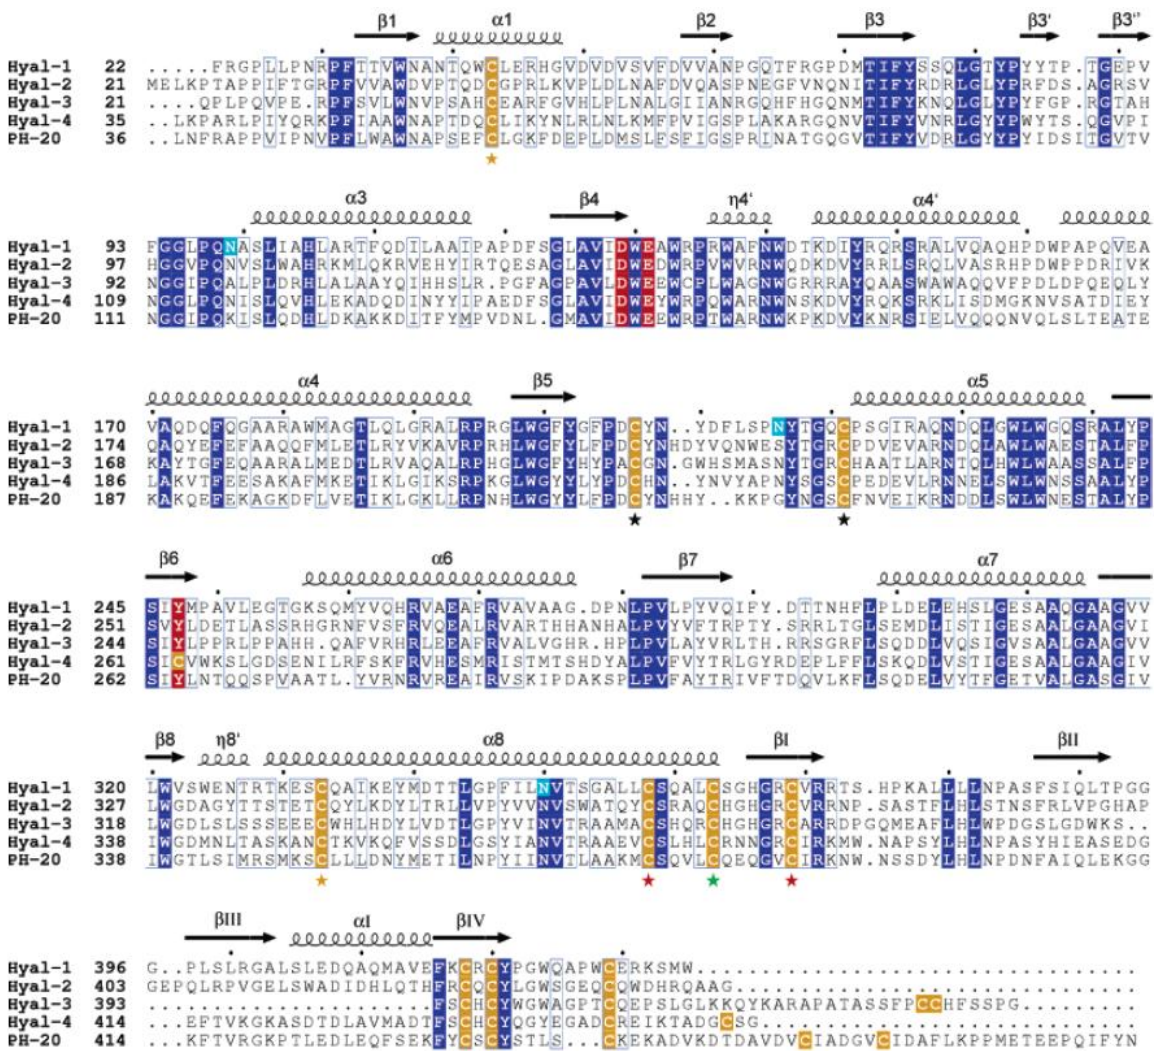 β1 α1 β2 β3 β3' β3''
Hyal-1 22 .....FRGPLLPNRPFTTVWNANTQWCLERHGVDVDVSVFDVVANPGQTFRGPDMTIFYSSQLGTYPYYTP.TGEPV
Hyal-2 21 MELKPTAPPIFTGRPFVVAWDVPTQDCGPRLKVPLDLNAFDVQASPNEGFVNQNITIFYRDRLGLYPRFDS.AGRSV
Hyal-3 21 ....QPLPQVPE.RPFSVLWNVPSAHCEARFGVHLPLNALGIIANRGQHFHGQNMTIFYKNQLGLYPYFGP.RGTAH
Hyal-4 35 ..LKPARLPIYQRKPFIAAWNAPTDQCLIKYNLRLNLKMFPVIGSPLAKARGQNVTIFYVNRLGYYPWYTS.QGVPI
PH-20 36 ..LNFRAPPVIPNVPFLWAWNAPSEFCLGKFDEPLDMSLFSFIGSPRINATGQGVTIFYVDRLGYYPYIDSITGVTV
α3 β4 η4' α4'
Hyal-1 93 FGGLPQNASLIAHLARTFQDILAAIPAPDFSGLAVIDWEAWRPRWAFNWDTKDIYRQRSRALVQAQHPDWPAPQVEA
Hyal-2 97 HGGVPQNVSLWAHRKMLQKRVEHYIRTQESAGLAVIDWEDWRPVWVRNWQDKDVYRRLSRQLVASRHPDWPPDRIVK
Hyal-3 92 NGGIPQALPLDRHLALAAYQIHHSLR.PGFAGPAVLDWEEWCPLWAGNWGRRRAYQAASWAWAQQVFPDLDPQEQLY
Hyal-4 109 NGGLPQNISLQVHLEKADQDINYYIPAEDFSGLAVIDWEYWRPQWARNWNSKDVYRQKSRKLISDMGKNVSATDIEY
PH-20 111 NGGIPQKISLQDHLDKAKKDITFYMPVDNL.GMAVIDWEEWRPTWARNWKPKDVYKNRSIELVQQQNVQLSLTEATE
α4 β5 α5
Hyal-1 170 VAQDQFQGAARAWMAGTLQLGRALRPRGLWGFYGFPDCYN..YDFLSPNYTGQCPSGIRAQNDQLGWLWGQSRALYP
Hyal-2 174 QAQYEFEFAAQQFMLETLRYVKAVRPRHLWGFYLFPDCYNHDYVQNWESYTGRCPDVEVARNDQLAWLWAESTALFP
Hyal-3 168 KAYTGFEQAARALMEDTLRVAQALRPHGLWGFYHYPACGN.GWHSMASNYTGRCHAATLARNTQLHWLWAASSALFP
Hyal-4 186 LAKVTFEESAKAFMKETIKLGIKSRPKGLWGYYLYPDCHN..YNVYAPNYSGSCPEDEVLRNNELSWLWNSSAALYP
PH-20 187 KAKQEFEKAGKDFLVETIKLGKLLRPNHLWGYYLFPDCYNHHY..KKPGYNGSCFNVEIKRNDDLSWLWNESTALYP
β6 α6 β7 α7
Hyal-1 245 SIYMPAVLEGTGKSQMYVQHRVAEAFRVAVAAG.DPNLPVLPYVQIFY.DTTNHFLPLDELEHSLGESAAQGAAGVV
Hyal-2 251 SVYLDETLASSRHGRNFVSFRVQEALRVARTHHANHALPVYVFTRPTY.SRRLTGLSEMDLISTIGESAALGAAGVI
Hyal-3 244 SIYLPPRLPPAHH.QAFVRHRLEEAFRVALVGHR.HPLPVLAYVRLTH.RRSGRFLSQDDLVQSIGVSAALGAAGVV
Hyal-4 261 SICVWKSLGDSENILRFSKFRVHESMRISTMTSHDYALPVFVYTRLGYRDEPLFFLSKQDLVSTIGESAALGAAGIV
PH-20 262 SIYLNTQQSPVAATL.YVRNRVREAIRVSKIPDAKSPLPVFAYTRIVFTDQVLKFLSQDELVYTFGETVALGASGIV
β8 η8' α8 βI βII
Hyal-1 320 LWVSWENTRTKESCQAIKEYMDTTLGPFILNVTSGALLCSQALCSGHGRCVRRTS.HPKALLLLNPASFSIQLTPGG
Hyal-2 327 LWGDAGYTTSTETCQYLKDYLTRLLVPYVVNVSWATQYCSRAQCHGHGRCVRRNP.SASTFLHLSTNSFRLVPGHAP
Hyal-3 320 LWGDLSLSSSEEECWHLHDYLVDTLGPYVINVTRAAMACSHQRCHGHGRCARRDPGQMEAFLHLWPDGSLGDWKS..
Hyal-4 338 IWGDMNLTASKANCTKVKQFVSSDLGSYIANVTRAAEVCSLHLCRNNGRCIRKMWNAPSYLHLNPASYHIEASEDG
PH-20 338 IWGTLSIMRSMKSCLLLDNYMETILNPYIINVTLAAKMCSQVLCQEQGVCIRKNW.NSSDYLHLNPDNFAIQLEKGG
βIII αI βIV
Hyal-1 396 G..PLSLRGALSLEDQAQMAVEFKCRCYPGWQAPWCERKSMW..................................
Hyal-2 403 GEPQLRPVGELSWADIDHLQTHFRCQCYLGWSGEQCQWDHRQAAG...............................
Hyal-3 393 ......................FSCHCYWGWAGPTCQEPSLGLKKQYKARAPATASSFPCCHFSSPG.........
Hyal-4 414 ...EFTVKGKASDTDLAVMADTFSCHCYQGYEGADCREIKTADGCSG.............................
PH-20 414 ...KFTVRGKPTLEDLEQFSEKFYCSCYSTLS...CKEKADVKDTDAVDVCIADGVCIDAFLKPPMETEEPQIFYN